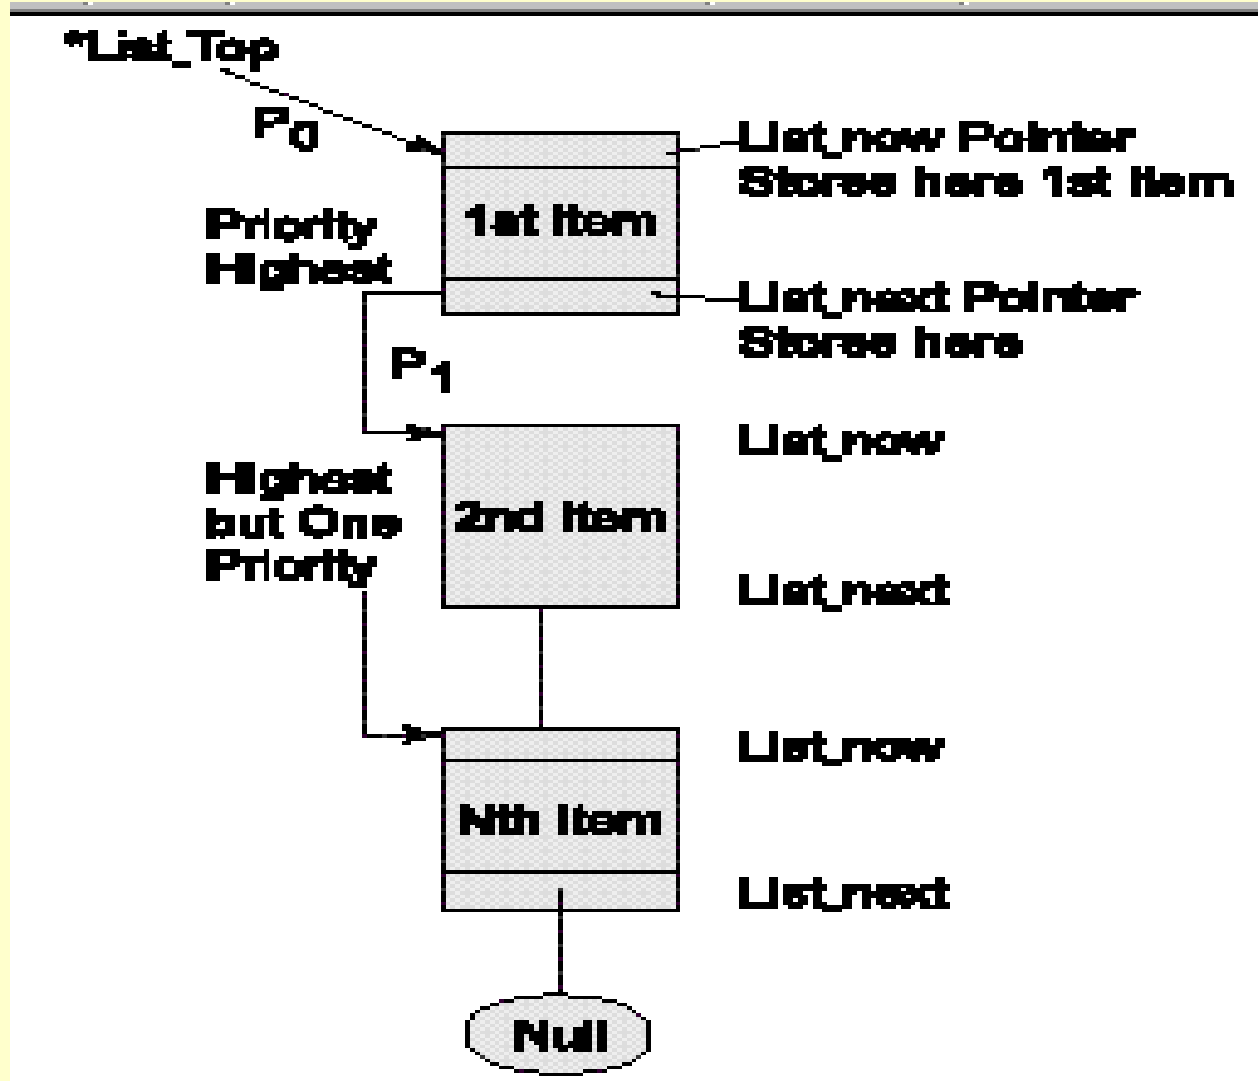 *List_Top
P0
List_now Pointer
Stores here 1st Item
1st Item
Priority
Highest
List_next Pointer
Stores here
P1
List_now
Highest
but One
Priority
2nd Item
List_next
List_now
Nth Item
List_next
Null